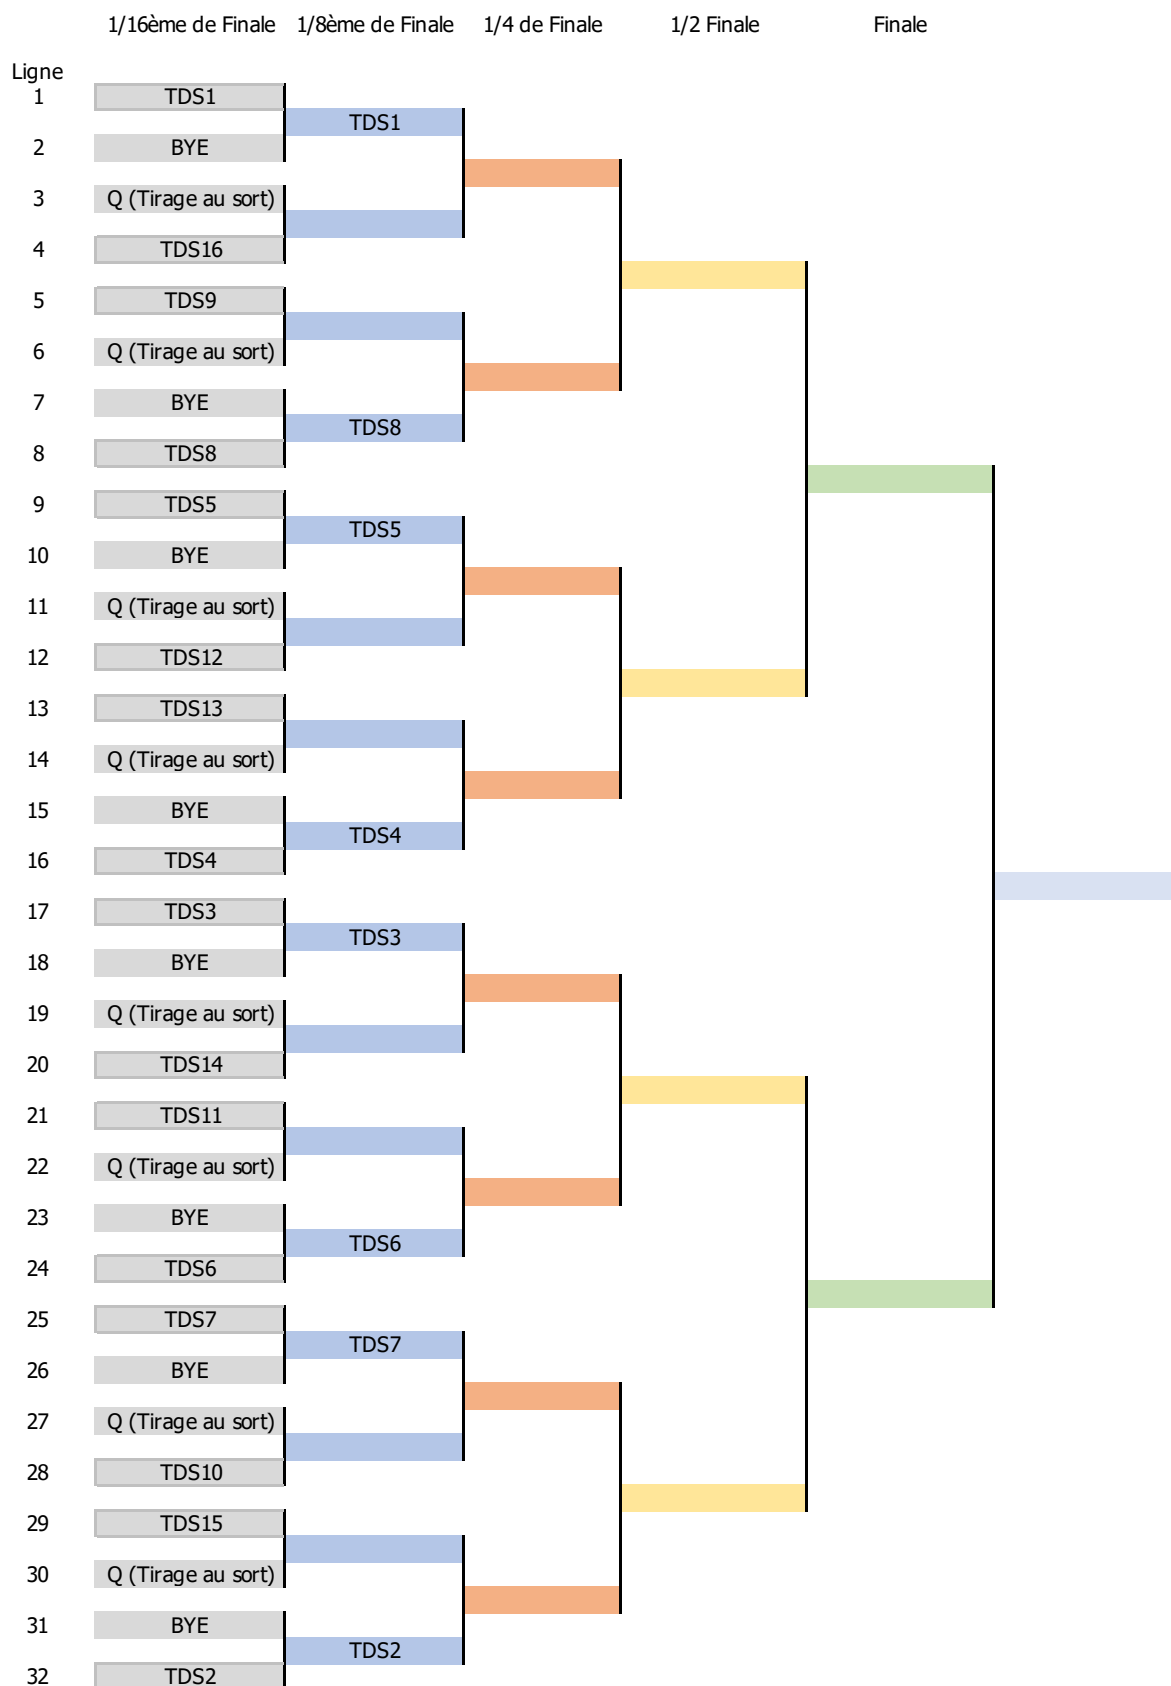 1/16ème de Finale 1/8ème de Finale 1/4 de Finale 1/2 Finale Finale
Ligne
1 TDS1
TDS1
2 BYE
3 Q (Tirage au sort)
4 TDS16
5 TDS9
6 Q (Tirage au sort)
7 BYE
TDS8
8 TDS8
9 TDS5
TDS5
10 BYE
11 Q (Tirage au sort)
12 TDS12
13 TDS13
14 Q (Tirage au sort)
15 BYE
TDS4
16 TDS4
17 TDS3
TDS3
18 BYE
19 Q (Tirage au sort)
20 TDS14
21 TDS11
22 Q (Tirage au sort)
23 BYE
TDS6
24 TDS6
25 TDS7
TDS7
26 BYE
27 Q (Tirage au sort)
28 TDS10
29 TDS15
30 Q (Tirage au sort)
31 BYE
TDS2
32 TDS2